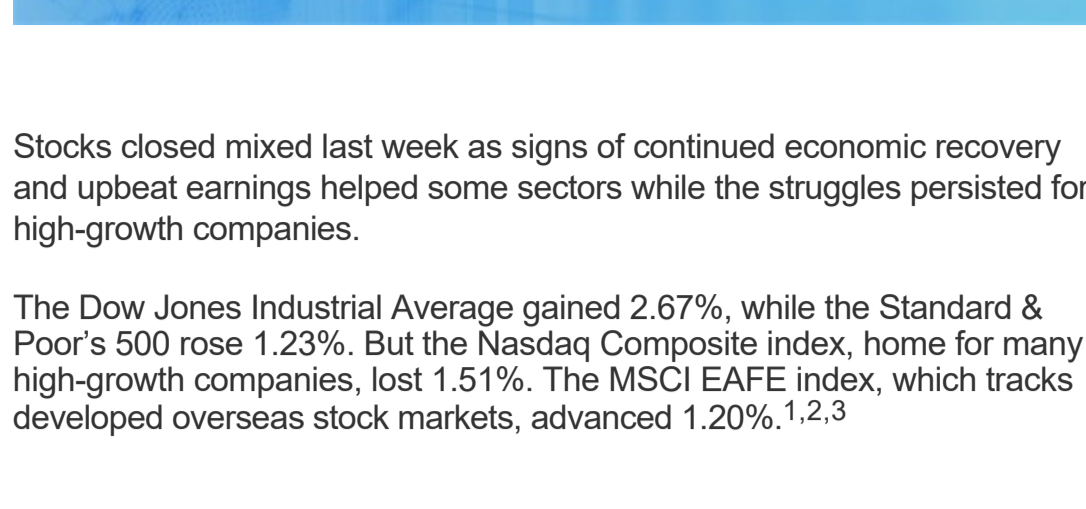 Stocks closed mixed last week as signs of continued economic recovery
and upbeat earnings helped some sectors while the struggles persisted for
high-growth companies.
The Dow Jones Industrial Average gained 2.67%, while the Standard &
Poor’s 500 rose 1.23%. But the Nasdaq Composite index, home for many
high-growth companies, lost 1.51%. The MSCI EAFE index, which tracks
developed overseas stock markets, advanced 1.20%.1,2,3